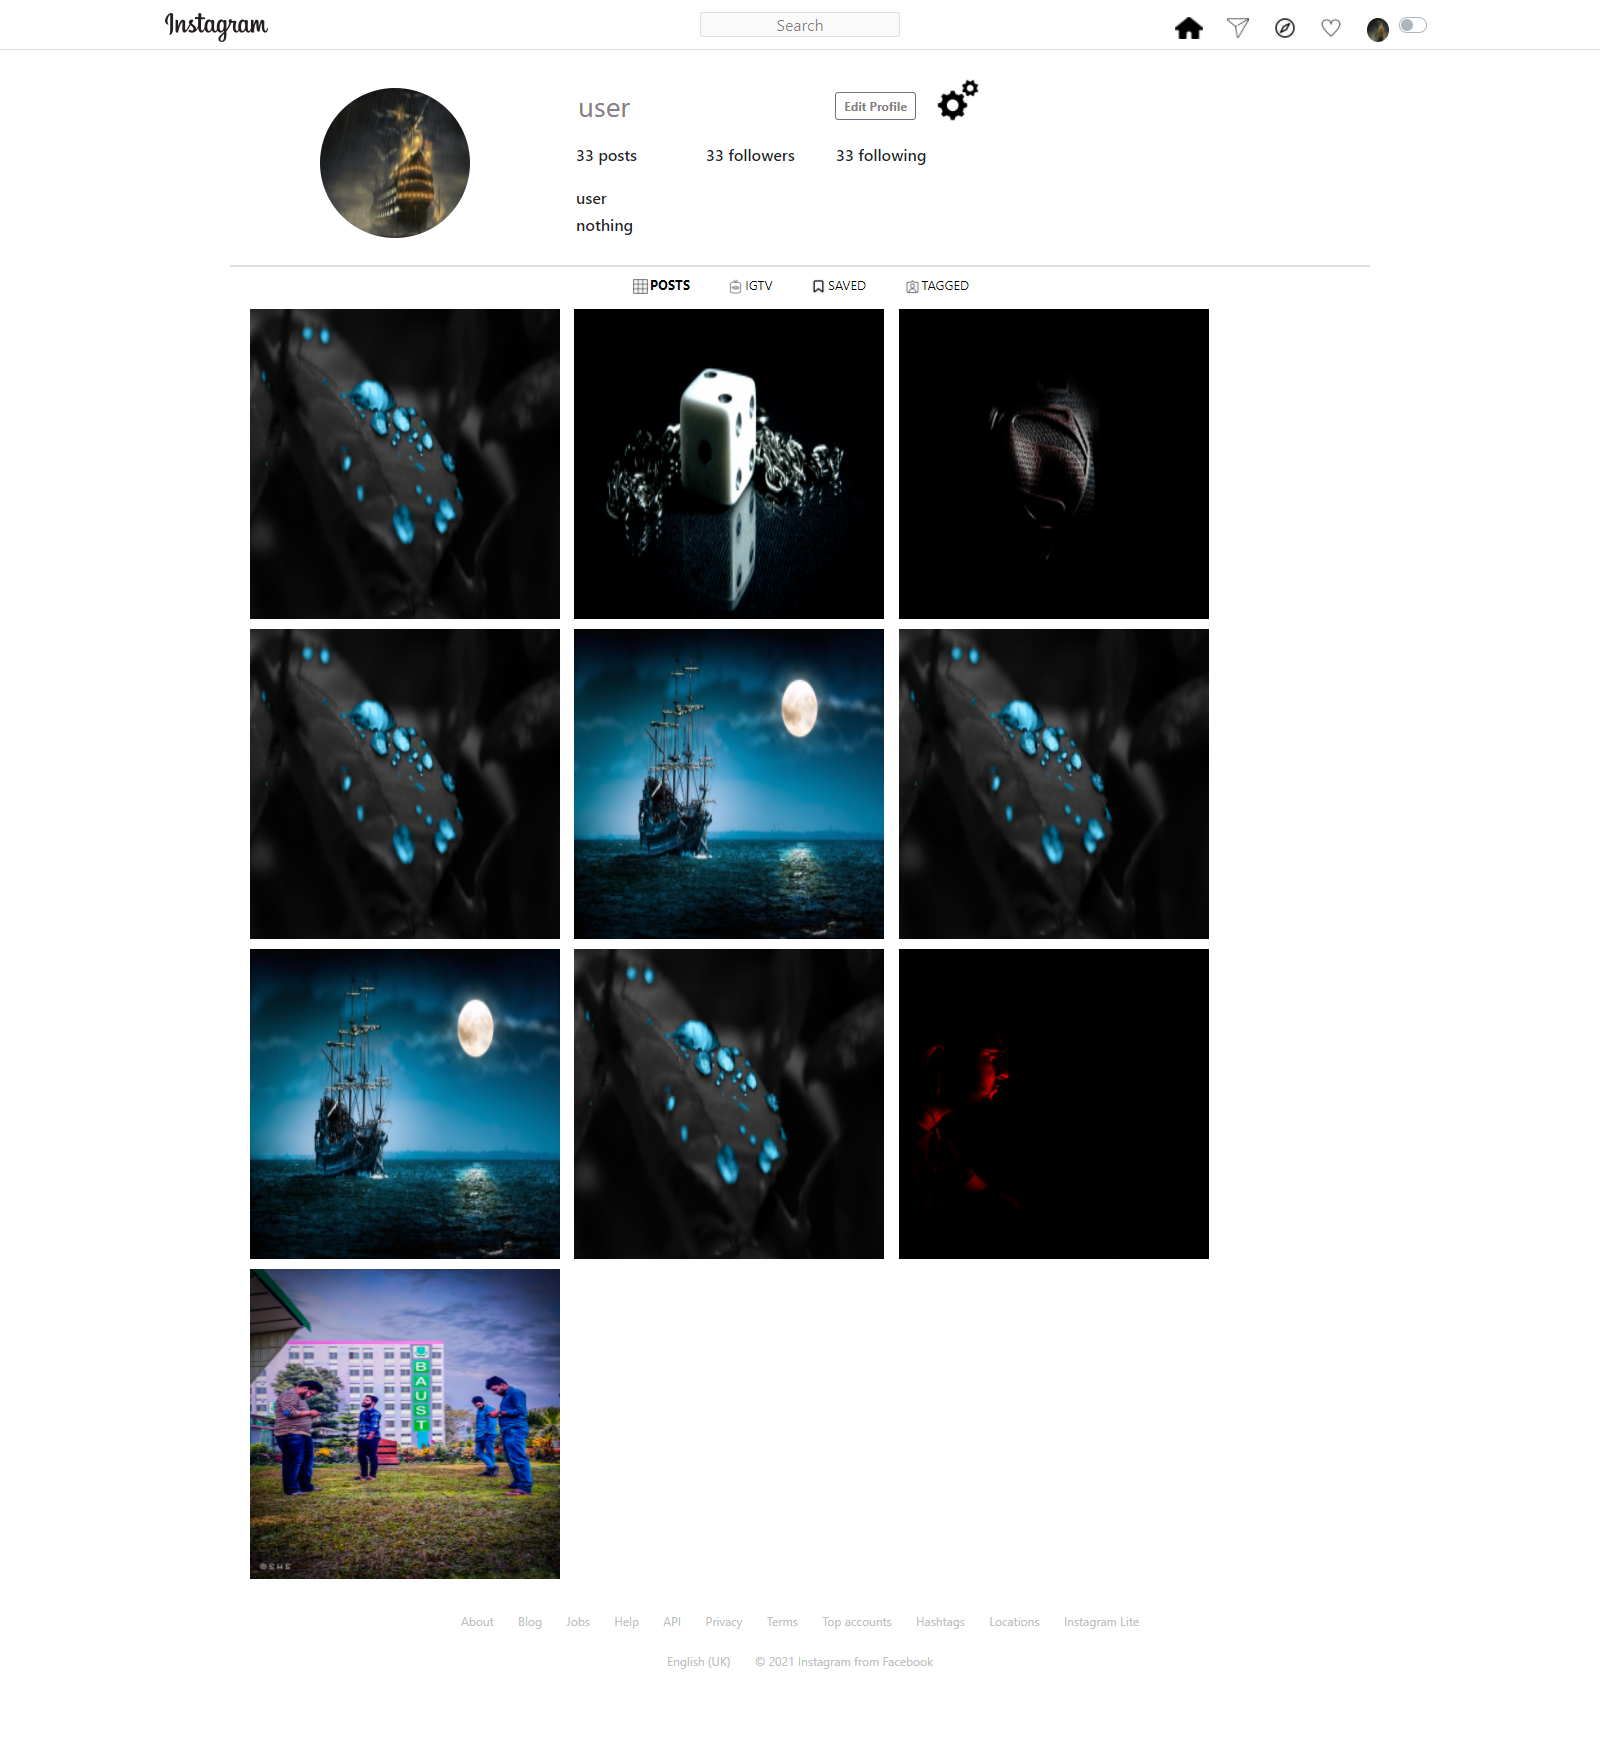 Instagram
Search
user
Edit Profile
33 posts
33 followers
33 following
user
nothing
POSTS
IGTV
SAVED
TAGGED
BAUST
About Blog Jobs Help API Privacy Terms Top accounts Hashtags Locations Instagram Lite
English (UK) © 2021 Instagram from Facebook